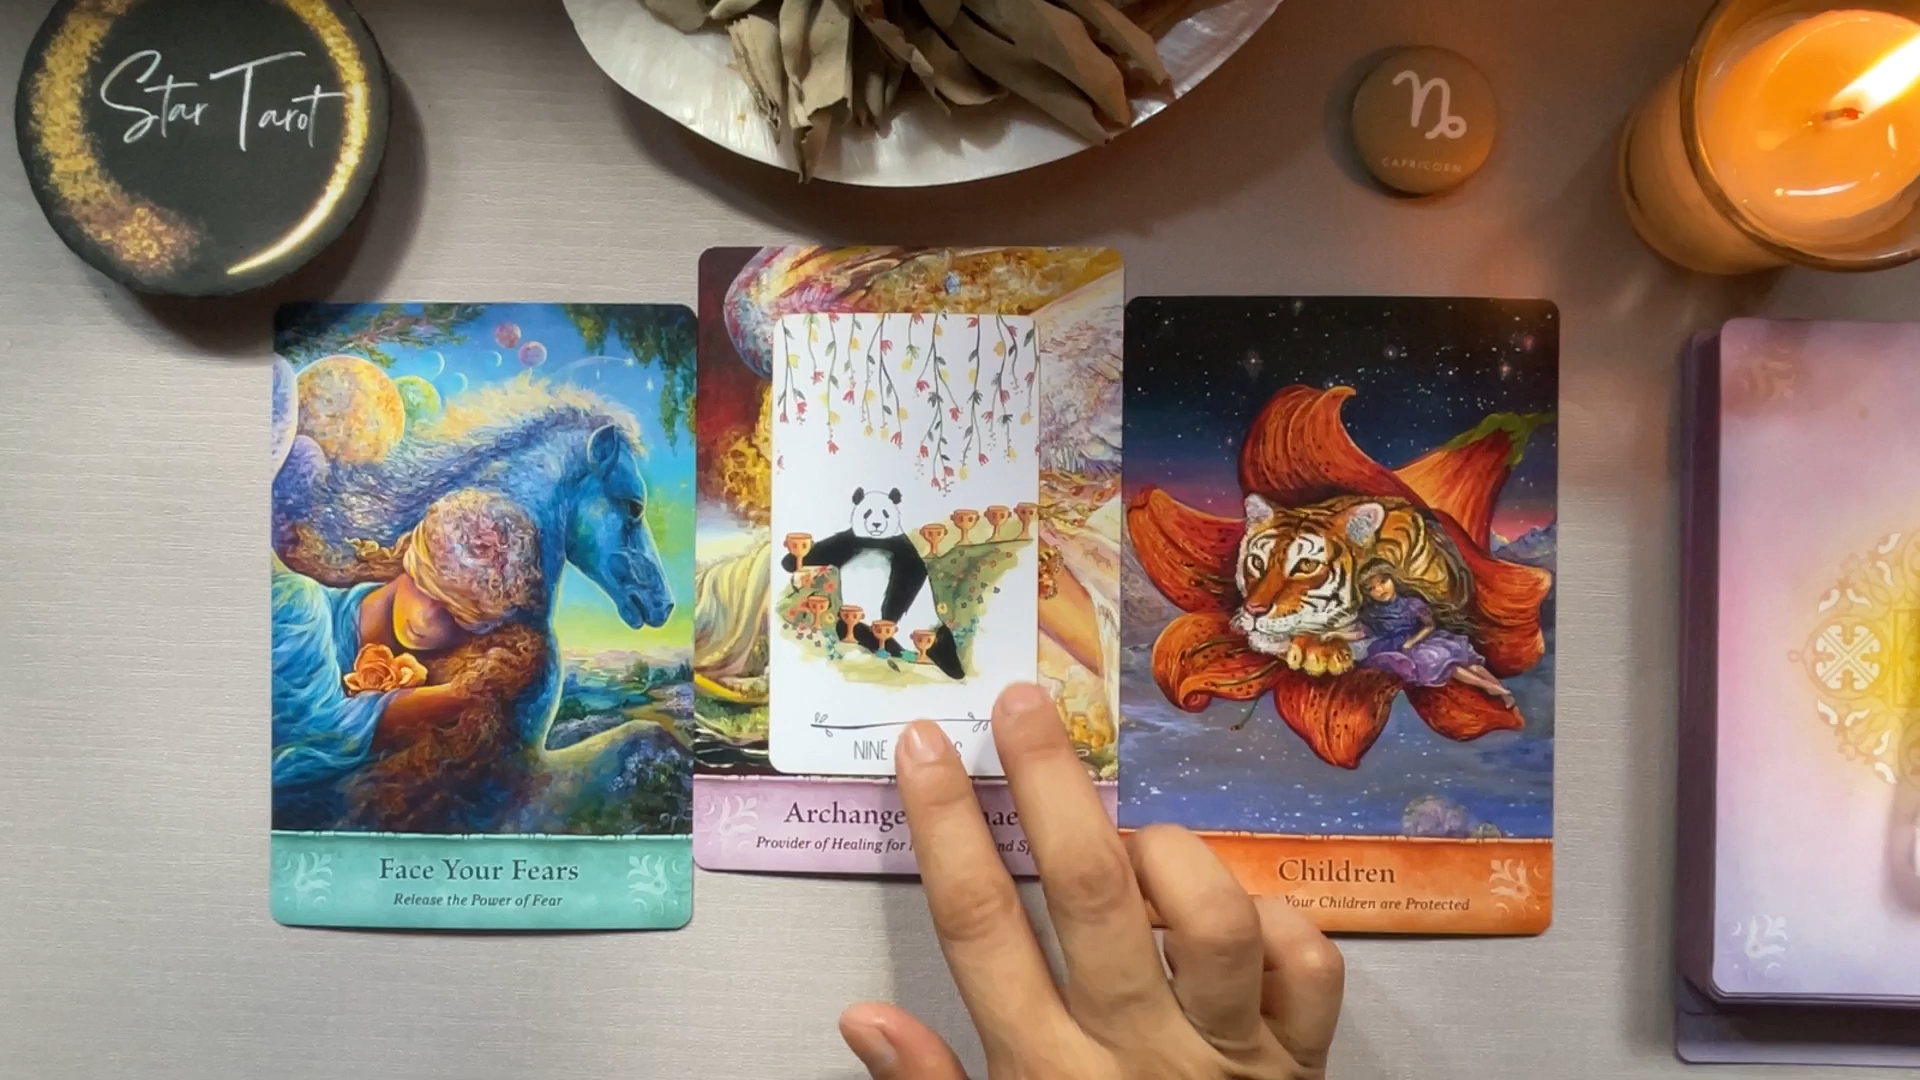 Star Tarot
CAPRICORN
NINE
Face Your Fears
Release the Power of Fear
Provider of Healing for
Children
Your Children are Protected